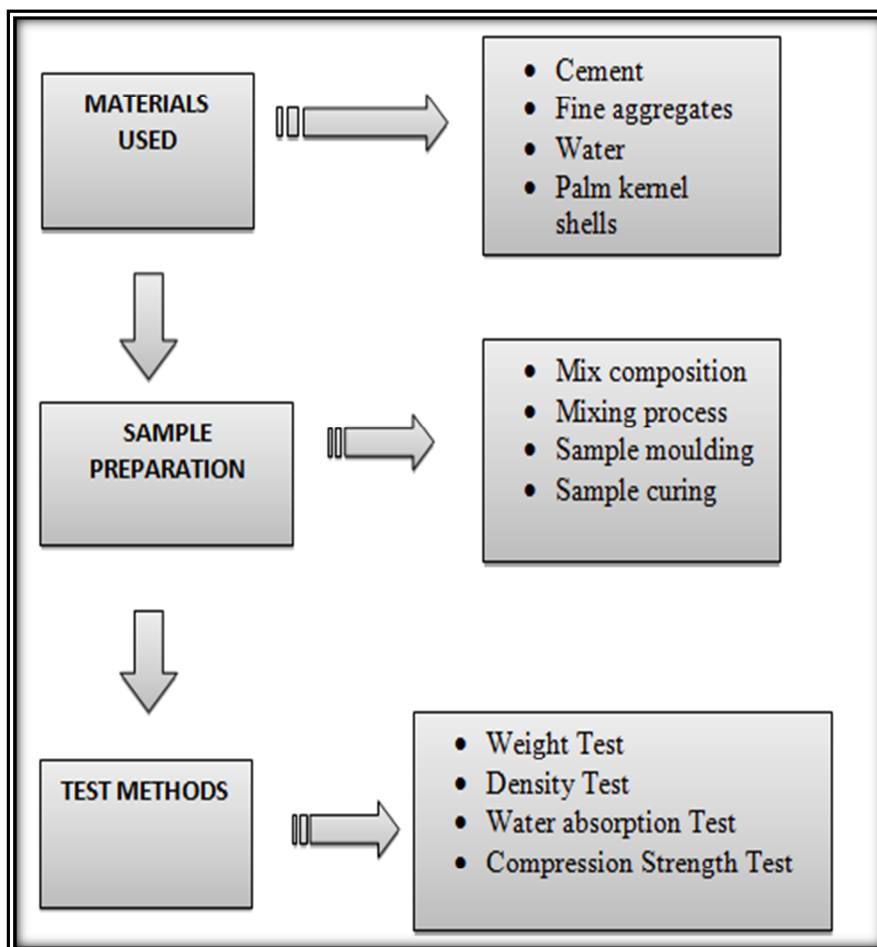 MATERIALS
USED
• Cement
• Fine aggregates
• Water
• Palm kernel
shells
SAMPLE
PREPARATION
• Mix composition
• Mixing process
• Sample moulding
• Sample curing
TEST METHODS
• Weight Test
• Density Test
• Water absorption Test
• Compression Strength Test